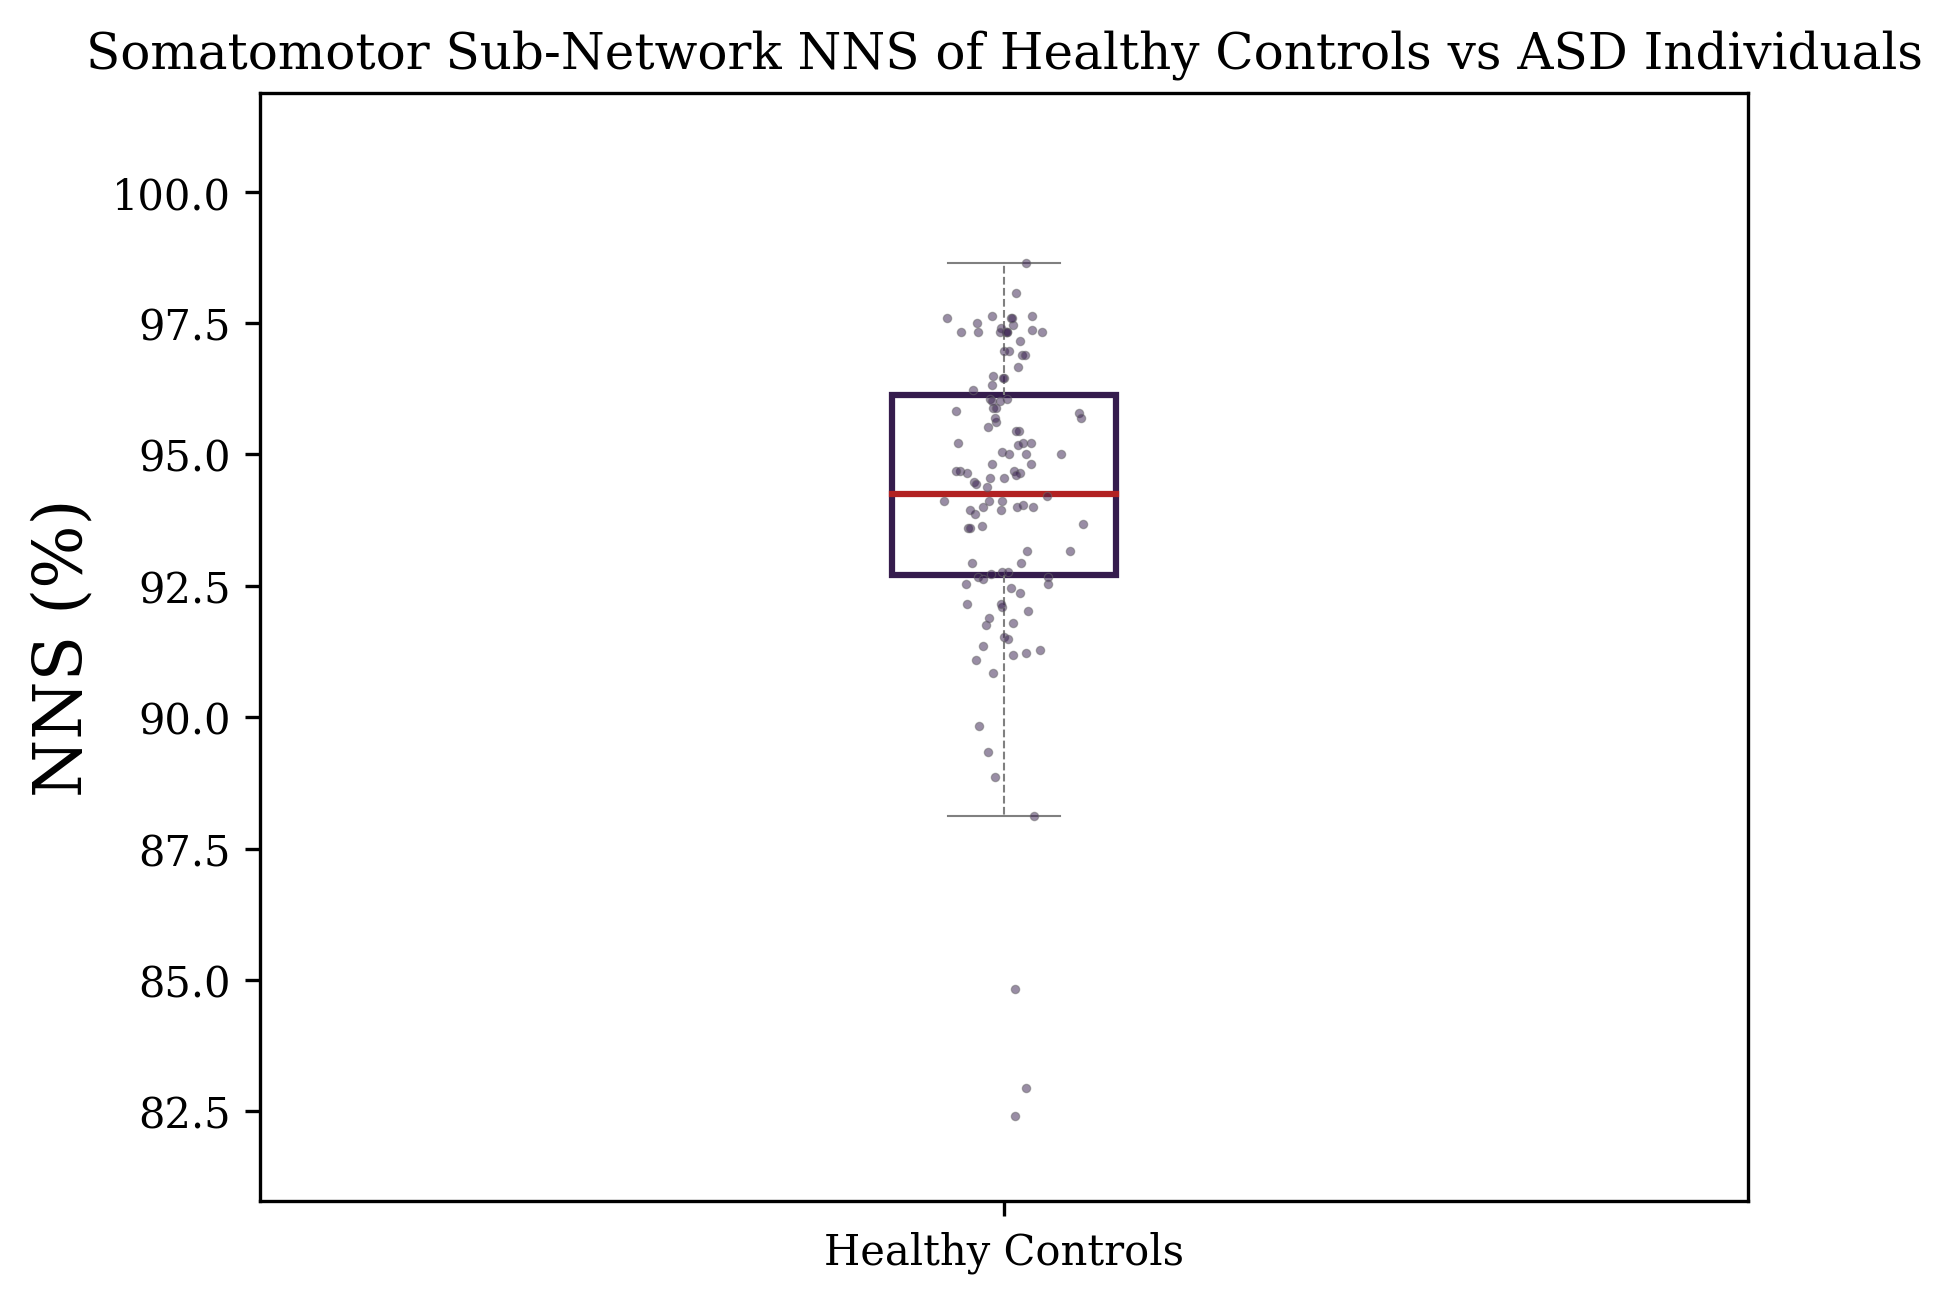 Somatomotor Sub-Network NNS of Healthy Controls vs ASD Individuals
NNS (%)
100.0
97.5
95.0
92.5
90.0
87.5
85.0
82.5
Healthy Controls